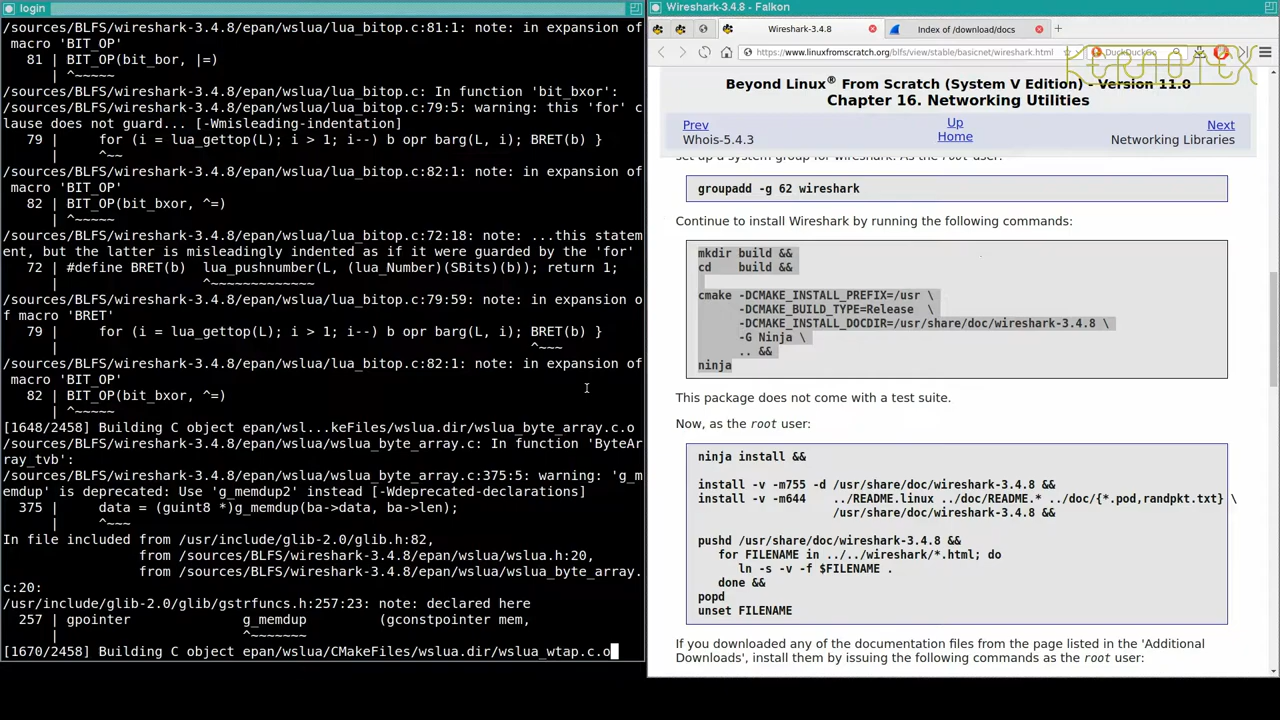 login
/sources/BLFS/wireshark-3.4.8/epan/wslua/lua_bitop.c:81:1: note: in expansion of
macro 'BIT_OP'
81 | BIT_OP(bit_bor, |=)
| ^~~~~~
/sources/BLFS/wireshark-3.4.8/epan/wslua/lua_bitop.c: In function 'bit_bxor':
/sources/BLFS/wireshark-3.4.8/epan/wslua/lua_bitop.c:79:5: warning: this 'for' c
lause does not guard... [-Wmisleading-indentation]
79 | for (i = lua_gettop(L); i > 1; i--) b opr barg(L, i); BRET(b) }
| ^~~
/sources/BLFS/wireshark-3.4.8/epan/wslua/lua_bitop.c:82:1: note: in expansion of
macro 'BIT_OP'
82 | BIT_OP(bit_bxor, ^=)
| ^~~~~~
/sources/BLFS/wireshark-3.4.8/epan/wslua/lua_bitop.c:72:18: note: ...this statem
ent, but the latter is misleadingly indented as if it were guarded by the 'for'
72 | #define BRET(b) lua_pushnumber(L, (lua_Number)(SBits)(b)); return 1;
| ^~~~~~~~~~~~~~
/sources/BLFS/wireshark-3.4.8/epan/wslua/lua_bitop.c:79:59: note: in expansion o
f macro 'BRET'
79 | for (i = lua_gettop(L); i > 1; i--) b opr barg(L, i); BRET(b) }
| ^~~~
/sources/BLFS/wireshark-3.4.8/epan/wslua/lua_bitop.c:82:1: note: in expansion of
macro 'BIT_OP'
82 | BIT_OP(bit_bxor, ^=)
| ^~~~~~
[1648/2458] Building C object epan/wsl...keFiles/wslua.dir/wslua_byte_array.c.o
/sources/BLFS/wireshark-3.4.8/epan/wslua/wslua_byte_array.c: In function 'ByteAr
ray_tvb':
/sources/BLFS/wireshark-3.4.8/epan/wslua/wslua_byte_array.c:375:5: warning: 'g_m
emdup' is deprecated: Use 'g_memdup2' instead [-Wdeprecated-declarations]
375 | data = (guint8 *)g_memdup(ba->data, ba->len);
| ^~~~
In file included from /usr/include/glib-2.0/glib.h:82,
from /sources/BLFS/wireshark-3.4.8/epan/wslua/wslua.h:20,
from /sources/BLFS/wireshark-3.4.8/epan/wslua/wslua_byte_array.
c:20:
/usr/include/glib-2.0/glib/gstrfuncs.h:257:23: note: declared here
257 | gpointer g_memdup (gconstpointer mem,
| ^~~~~~~~
[1670/2458] Building C object epan/wslua/CMakeFiles/wslua.dir/wslua_wtap.c.o
Wireshark-3.4.8 - Falkon
Wireshark-3.4.8
Index of /download/docs
https://www.linuxfromscratch.org/blfs/view/stable/basicnet/wireshark.html
DuckDuckGo
KERNOTEX
Beyond Linux® From Scratch (System V Edition) - Version 11.0
Chapter 16. Networking Utilities
Prev Up Next
Whois-5.4.3 Home Networking Libraries
set up a system group for wireshark. As the root user:
groupadd -g 62 wireshark
Continue to install Wireshark by running the following commands:
mkdir build &&
cd build &&
cmake -DCMAKE_INSTALL_PREFIX=/usr \
-DCMAKE_BUILD_TYPE=Release \
-DCMAKE_INSTALL_DOCDIR=/usr/share/doc/wireshark-3.4.8 \
-G Ninja \
.. &&
ninja
This package does not come with a test suite.
Now, as the root user:
ninja install &&
install -v -m755 -d /usr/share/doc/wireshark-3.4.8 &&
install -v -m644 ../README.linux ../doc/README.* ../doc/{*.pod,randpkt.txt} \
/usr/share/doc/wireshark-3.4.8 &&
pushd /usr/share/doc/wireshark-3.4.8 &&
for FILENAME in ../../wireshark/*.html; do
ln -s -v -f $FILENAME .
done &&
popd
unset FILENAME
If you downloaded any of the documentation files from the page listed in the 'Additional
Downloads', install them by issuing the following commands as the root user: